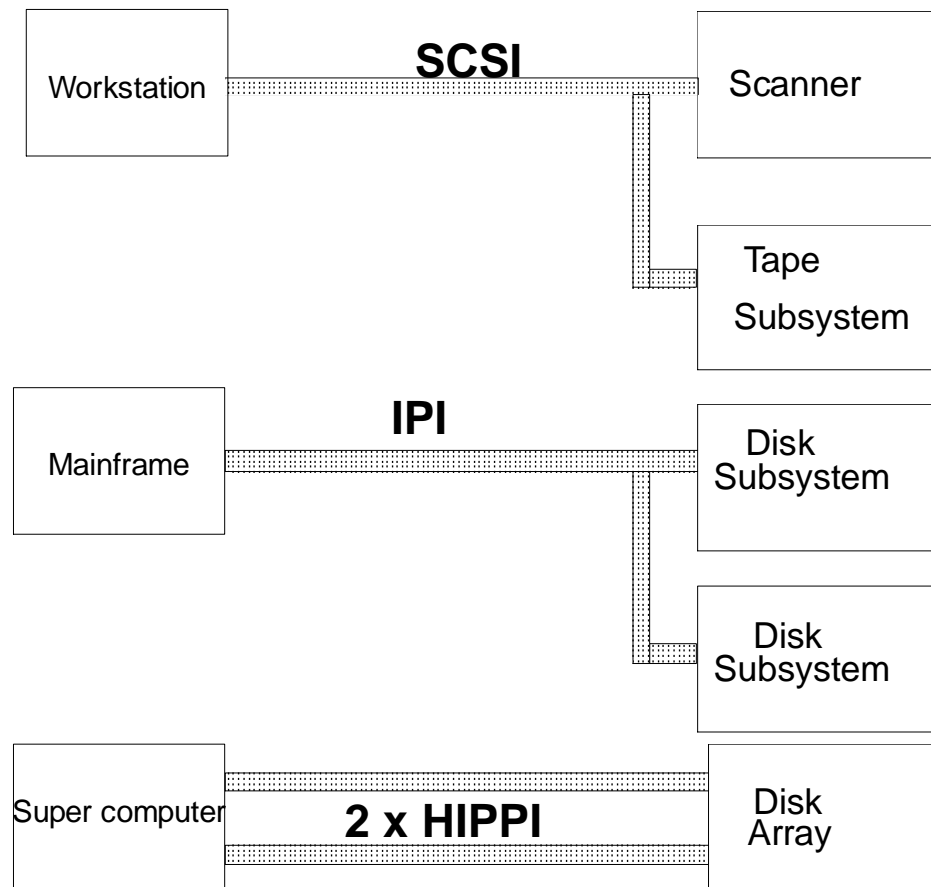 SCSI
Workstation
Scanner
Tape
Subsystem
IPI
Mainframe
Disk
Subsystem
Disk
Subsystem
Super computer
2 x HIPPI
Disk
Array